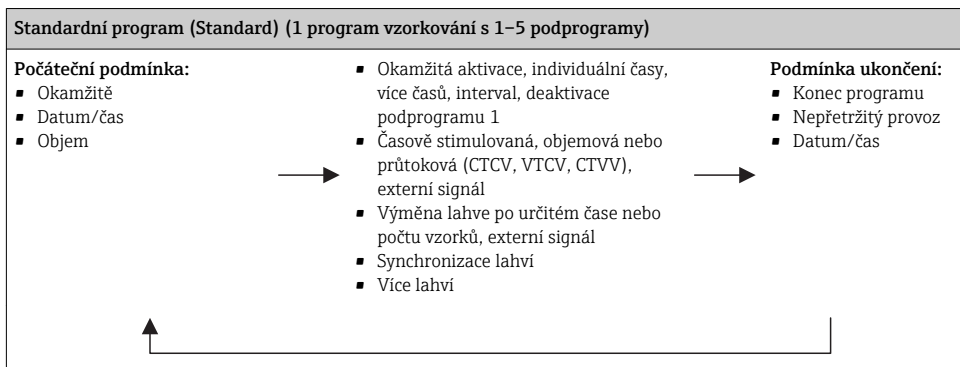 Standardní program (Standard) (1 program vzorkování s 1–5 podprogramy)
Počáteční podmínka:
▪ Okamžitě
▪ Datum/čas
▪ Objem
▪ Okamžitá aktivace, individuální časy,
více časů, interval, deaktivace
podprogramu 1
▪ Časově stimulovaná, objemová nebo
průtoková (CTCV, VTCV, CTVV),
externí signál
▪ Výměna lahve po určitém čase nebo
počtu vzorků, externí signál
▪ Synchronizace lahví
▪ Více lahví
Podmínka ukončení:
▪ Konec programu
▪ Nepřetržitý provoz
▪ Datum/čas